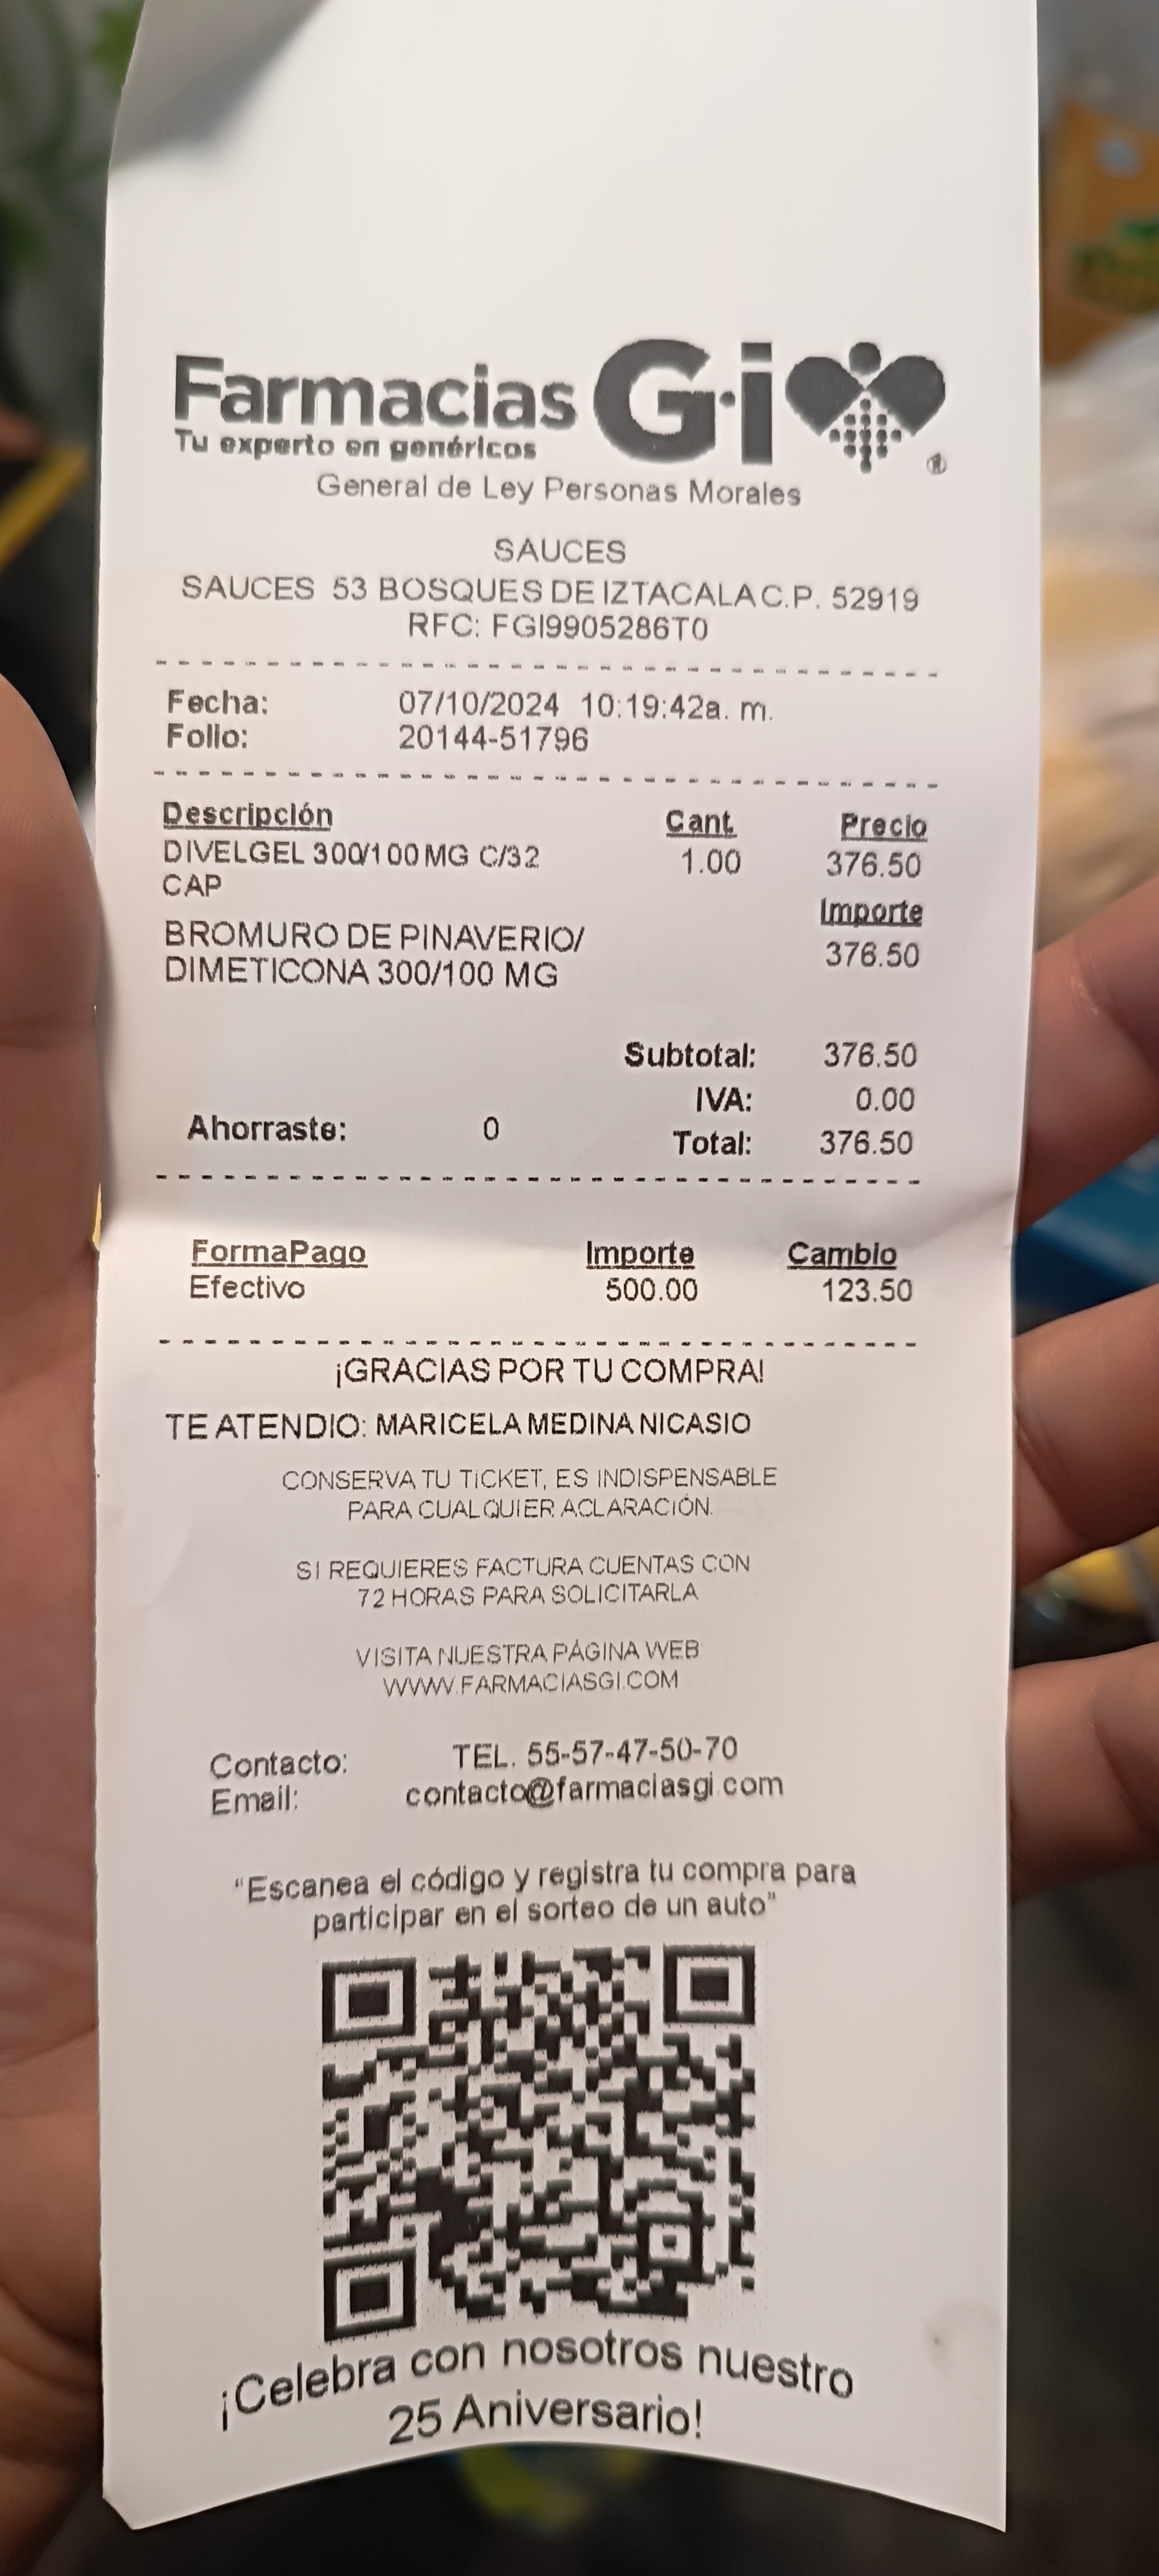 Farmacias G·i
Tu experto en genéricos
®
General de Ley Personas Morales
SAUCES
SAUCES 53 BOSQUES DE IZTACALA C.P. 52919
RFC: FGI9905286T0
Fecha: 07/10/2024 10:19:42a. m.
Folio: 20144-51796
Descripción Cant. Precio
DIVELGEL 300/100 MG C/32 1.00 376.50
CAP
Importe
BROMURO DE PINAVERIO/ 376.50
DIMETICONA 300/100 MG
Subtotal: 376.50
IVA: 0.00
Ahorraste: 0 Total: 376.50
FormaPago Importe Cambio
Efectivo 500.00 123.50
¡GRACIAS POR TU COMPRA!
TE ATENDIO: MARICELA MEDINA NICASIO
CONSERVA TU TICKET, ES INDISPENSABLE
PARA CUALQUIER ACLARACIÓN.
SI REQUIERES FACTURA CUENTAS CON
72 HORAS PARA SOLICITARLA
VISITA NUESTRA PÁGINA WEB
WWW.FARMACIASGI.COM
Contacto: TEL. 55-57-47-50-70
Email: contacto@farmaciasgi.com
"Escanea el código y registra tu compra para
participar en el sorteo de un auto"
¡Celebra con nosotros nuestro
25 Aniversario!